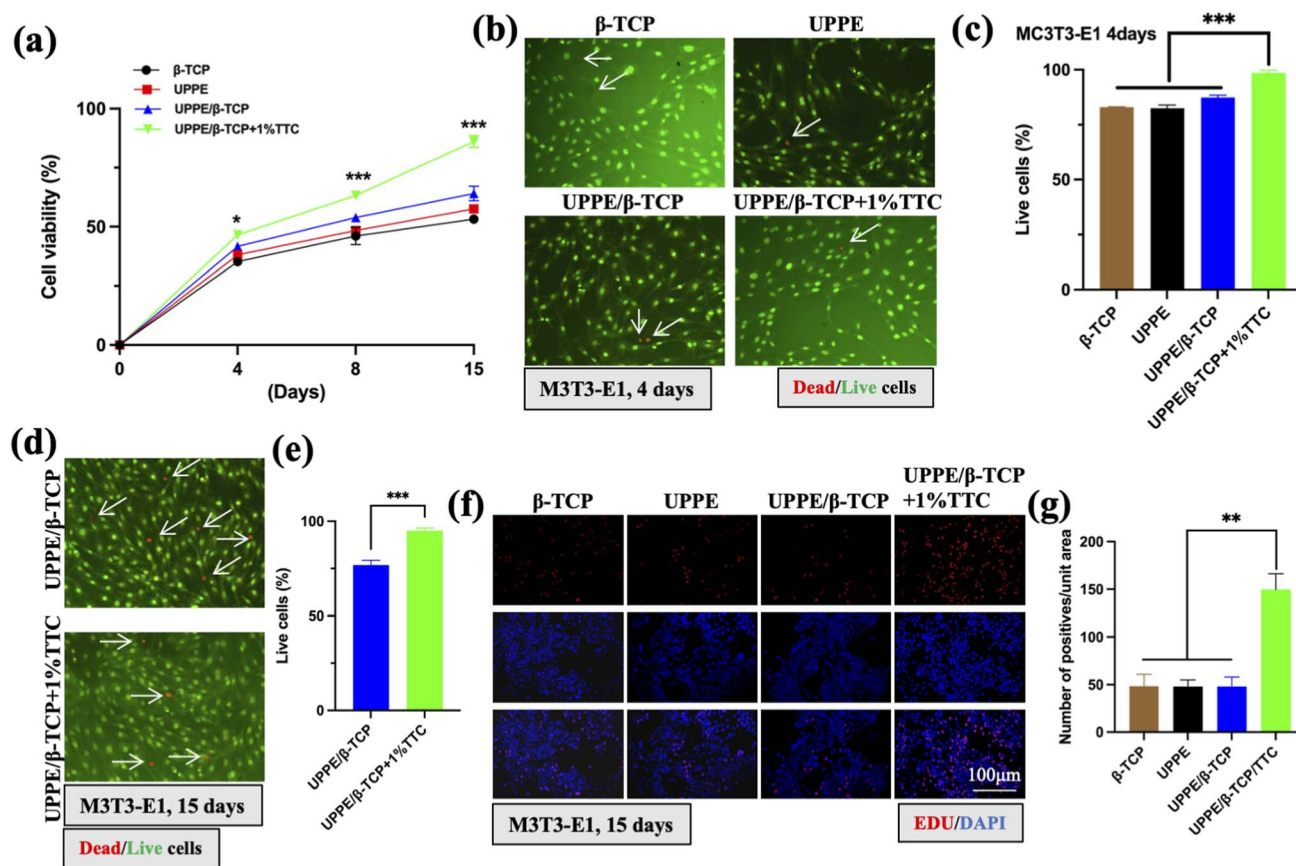 (a)
β-TCP
UPPE
UPPE/β-TCP
UPPE/β-TCP+1%TTC
Cell viability (%)
100
50
0
***
***
*
0 4 8 15
(Days)
(b)
β-TCP UPPE
UPPE/β-TCP UPPE/β-TCP+1%TTC
M3T3-E1, 4 days
Dead/Live cells
(c)
MC3T3-E1 4days
***
Live cells (%)
100
50
0
β-TCP
UPPE
UPPE/β-TCP
UPPE/β-TCP+1%TTC
(d)
UPPE/β-TCP
UPPE/β-TCP+1%TTC
M3T3-E1, 15 days
Dead/Live cells
(e)
***
Live cells (%)
100
50
0
UPPE/β-TCP
UPPE/β-TCP+1%TTC
(f)
β-TCP UPPE UPPE/β-TCP UPPE/β-TCP
+1%TTC
100μm
M3T3-E1, 15 days
EDU/DAPI
(g)
**
Number of positives/unit area
200
150
100
50
0
β-TCP
UPPE
UPPE/β-TCP
UPPE/β-TCP/TTC